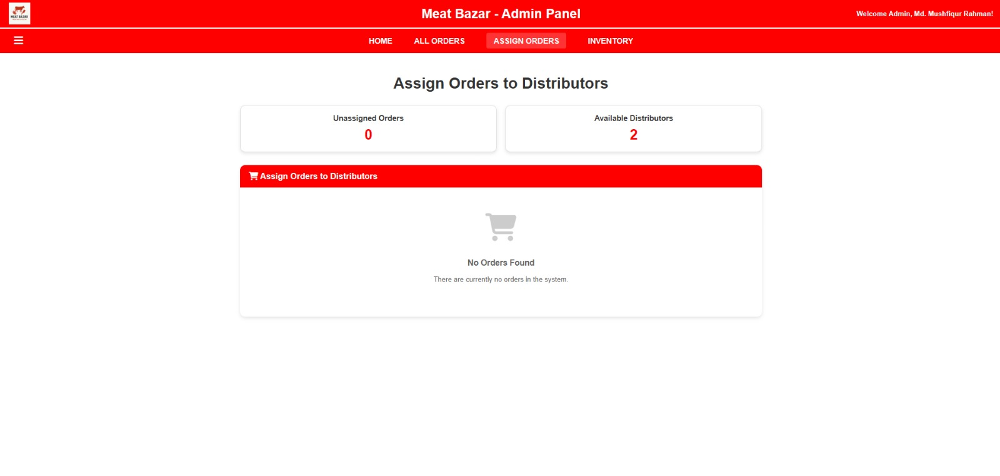 MEAT BAZAR
Meat Bazar - Admin Panel
Welcome Admin, Md. Mushfiqur Rahman!
HOME
ALL ORDERS
ASSIGN ORDERS
INVENTORY
Assign Orders to Distributors
Unassigned Orders
0
Available Distributors
2
Assign Orders to Distributors
No Orders Found
There are currently no orders in the system.